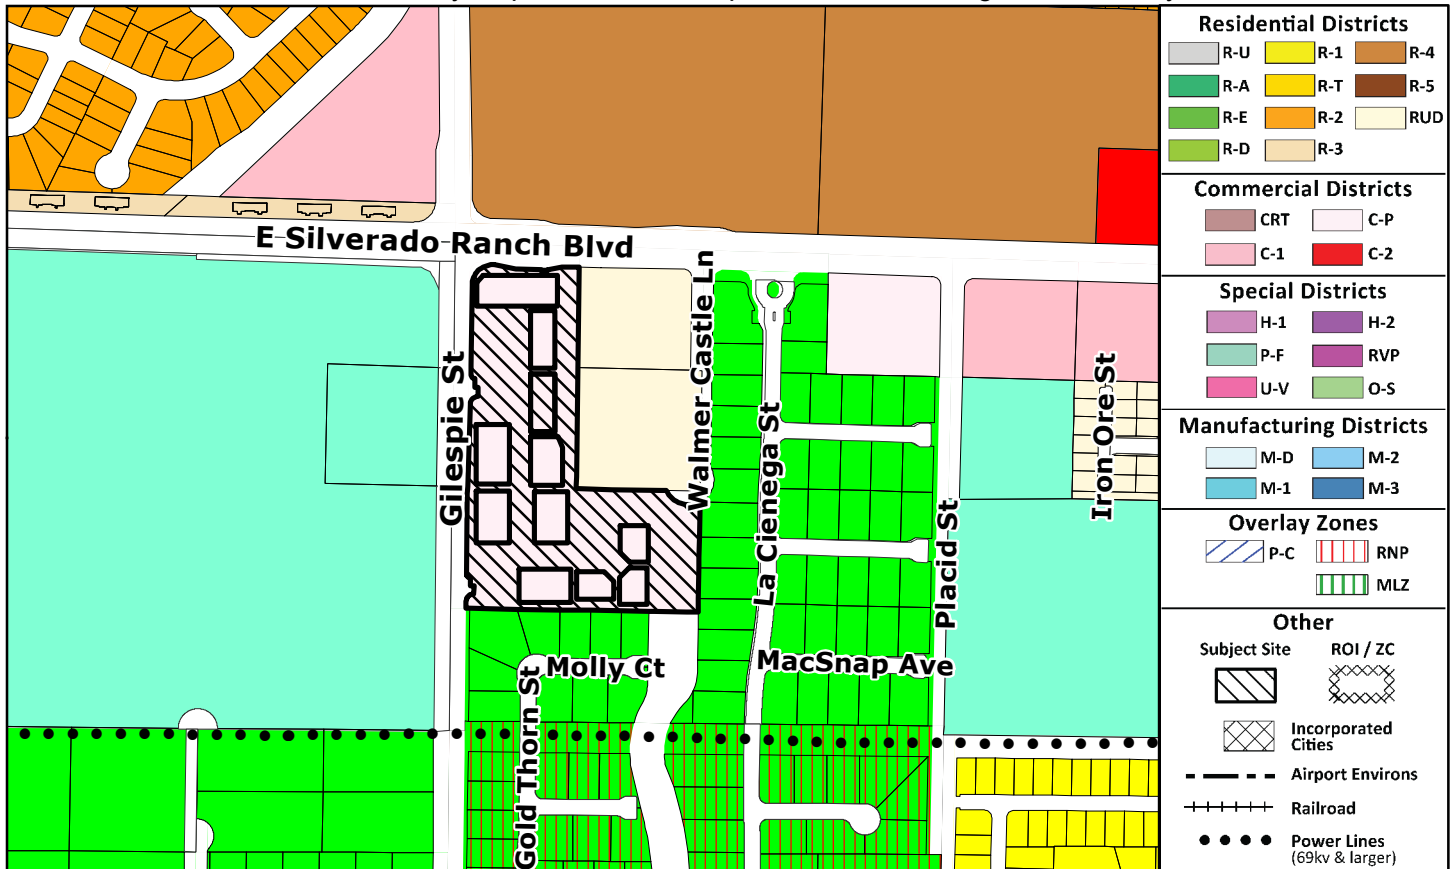 E Silverado Ranch Blvd
Gilespie St
Walmer Castle Ln
La Cienega St
Placid St
Iron Ore St
Molly Ct
MacSnap Ave
Gold Thorn St
Residential Districts
R-U R-1 R-4
R-A R-T R-5
R-E R-2 RUD
R-D R-3
Commercial Districts
CRT C-P
C-1 C-2
Special Districts
H-1 H-2
P-F RVP
U-V O-S
Manufacturing Districts
M-D M-2
M-1 M-3
Overlay Zones
P-C RNP
MLZ
Other
Subject Site ROI / ZC
Incorporated
Cities
Airport Environs
Railroad
Power Lines
(69kv & larger)